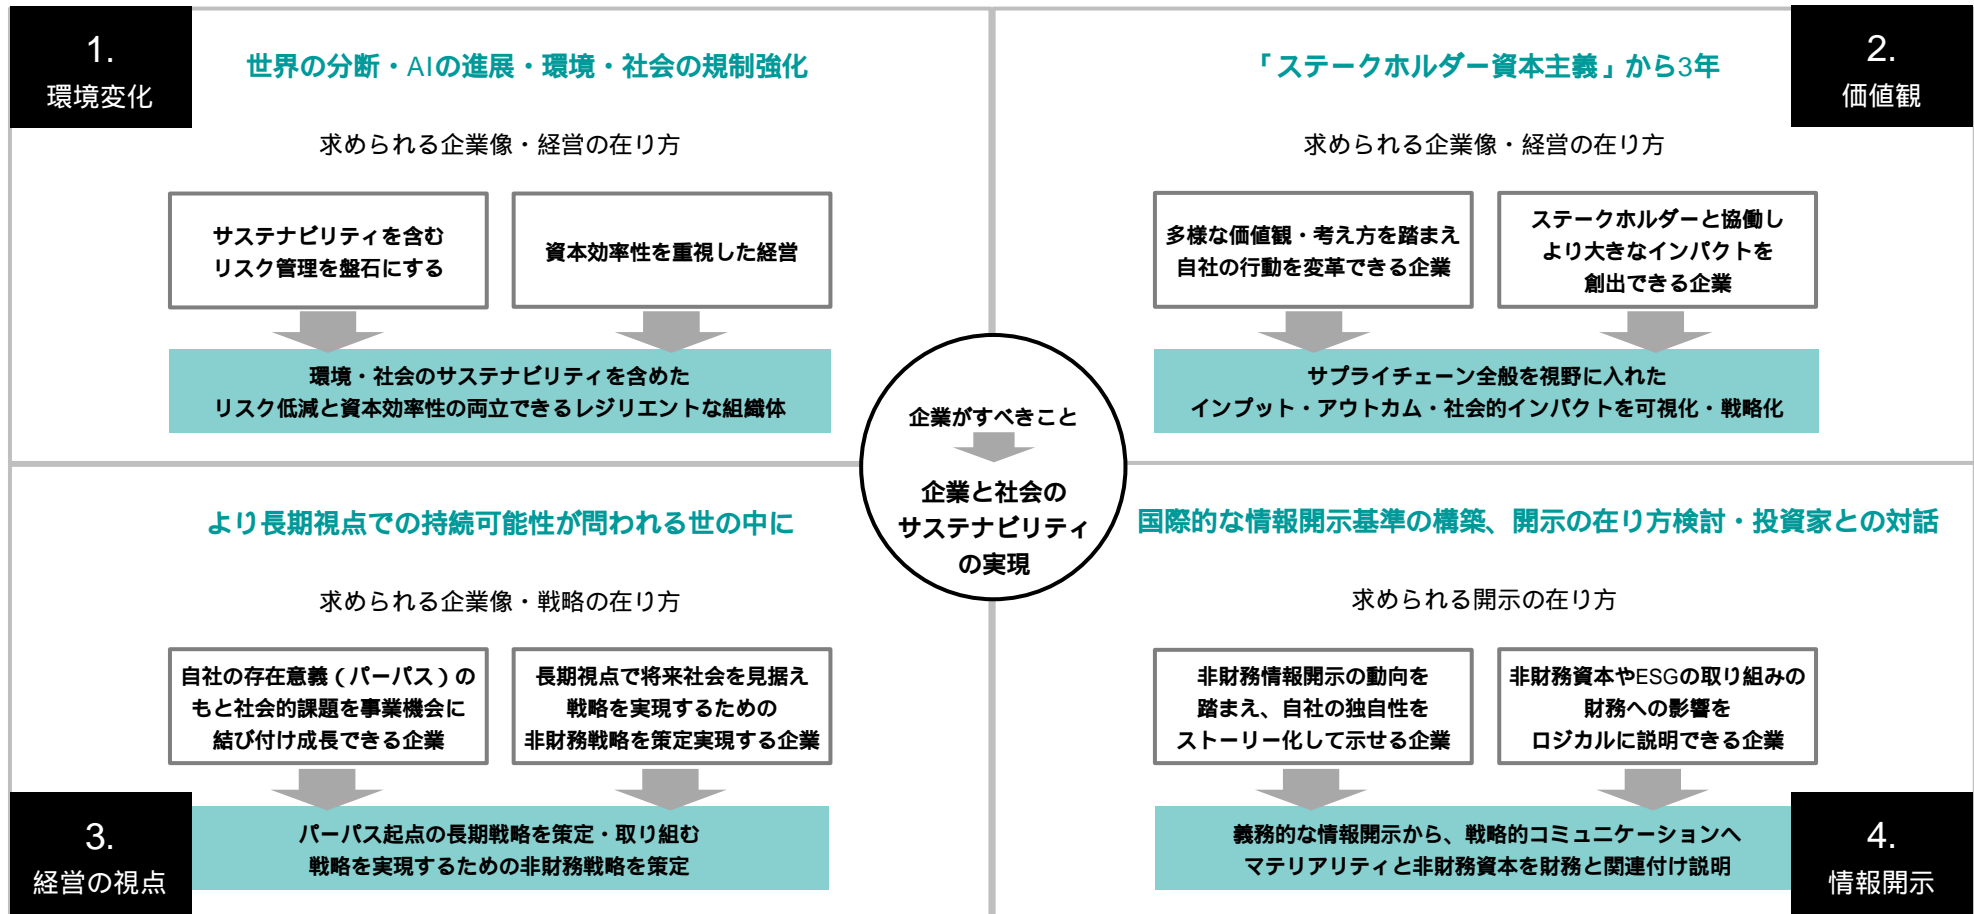 1.
環境変化
世界の分断・AIの進展・環境・社会の規制強化
求められる企業像・経営の在り方
サステナビリティを含む
リスク管理を盤石にする
資本効率性を重視した経営
環境・社会のサステナビリティを含めた
リスク低減と資本効率性の両立できるレジリエントな組織体
2.
価値観
「ステークホルダー資本主義」から3年
求められる企業像・経営の在り方
多様な価値観・考え方を踏まえ
自社の行動を変革できる企業
ステークホルダーと協働し
より大きなインパクトを
創出できる企業
サプライチェーン全般を視野に入れた
インプット・アウトカム・社会的インパクトを可視化・戦略化
企業がすべきこと
企業と社会の
サステナビリティ
の実現
より長期視点での持続可能性が問われる世の中に
求められる企業像・戦略の在り方
自社の存在意義（パーパス）の
もと社会的課題を事業機会に
結び付け成長できる企業
長期視点で将来社会を見据え
戦略を実現するための
非財務戦略を策定実現する企業
3.
経営の視点
パーパス起点の長期戦略を策定・取り組む
戦略を実現するための非財務戦略を策定
国際的な情報開示基準の構築、開示の在り方検討・投資家との対話
求められる開示の在り方
非財務情報開示の動向を
踏まえ、自社の独自性を
ストーリー化して示せる企業
非財務資本やESGの取り組みの
財務への影響を
ロジカルに説明できる企業
義務的な情報開示から、戦略的コミュニケーションへ
マテリアリティと非財務資本を財務と関連付け説明
4.
情報開示